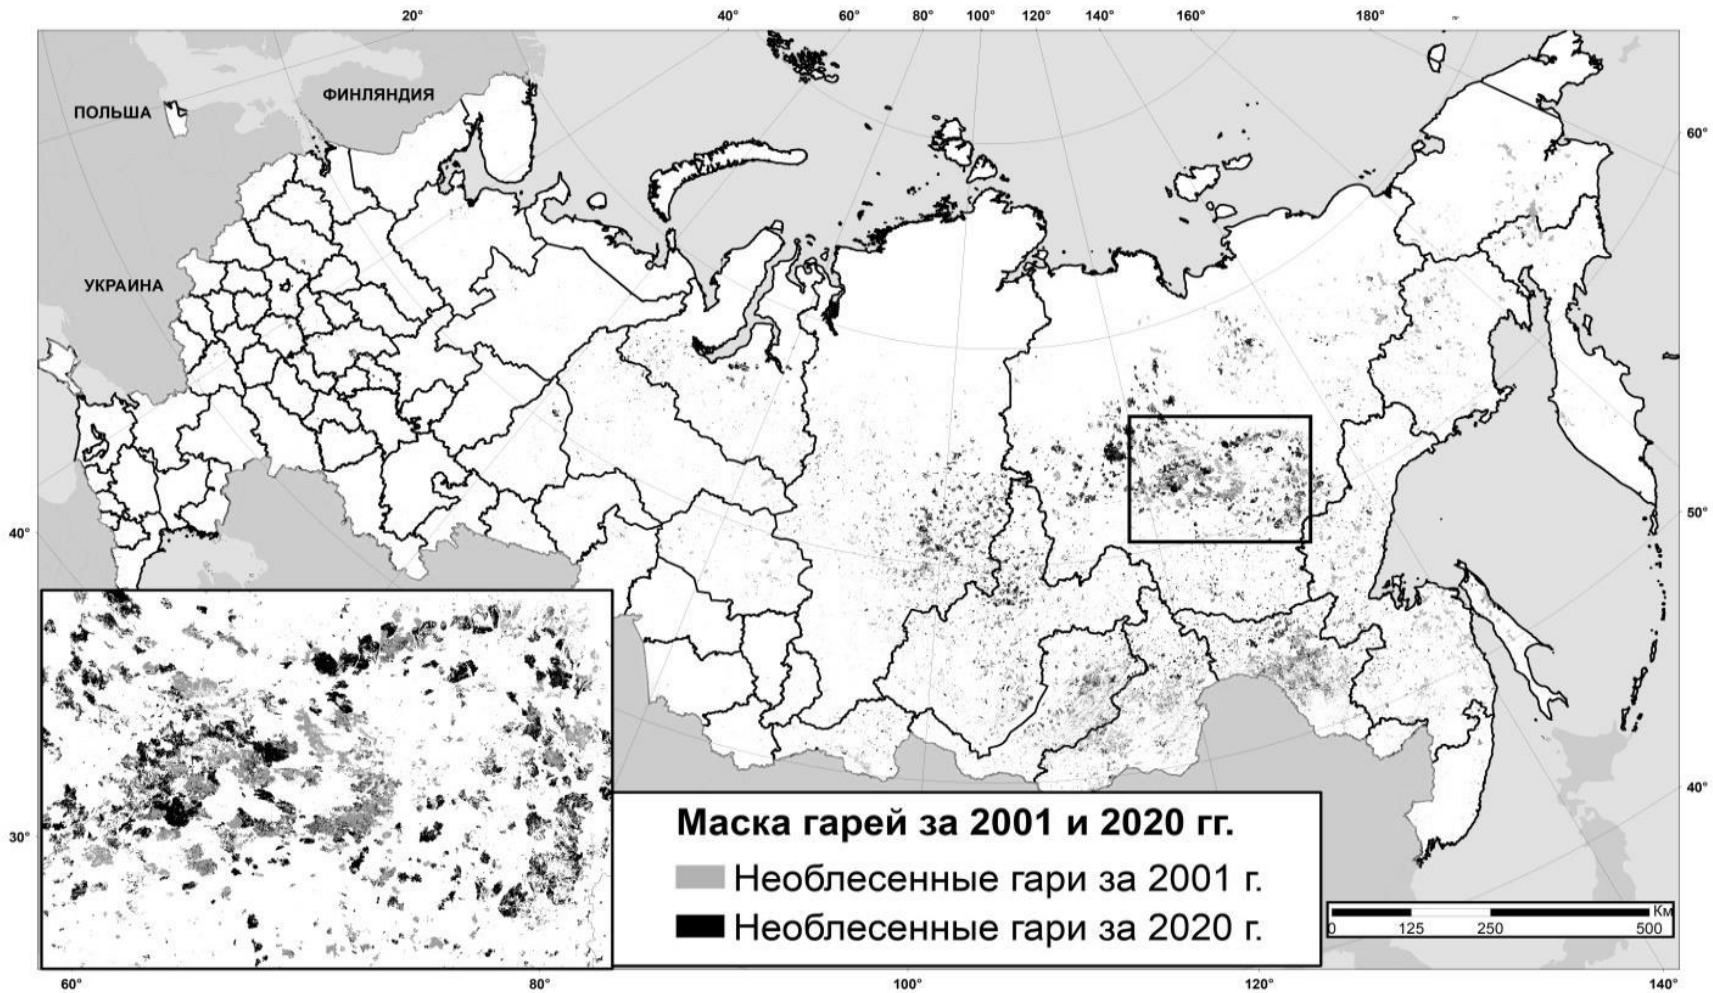 20° 40° 60° 80° 100° 120° 140° 160° 180°
ФИНЛЯНДИЯ
ПОЛЬША
60°
УКРАИНА
50°
40°
40°
30°
Маска гарей за 2001 и 2020 гг.
Необлесенные гари за 2001 г.
Необлесенные гари за 2020 г.
Км
0 125 250 500
60° 80° 100° 120° 140°